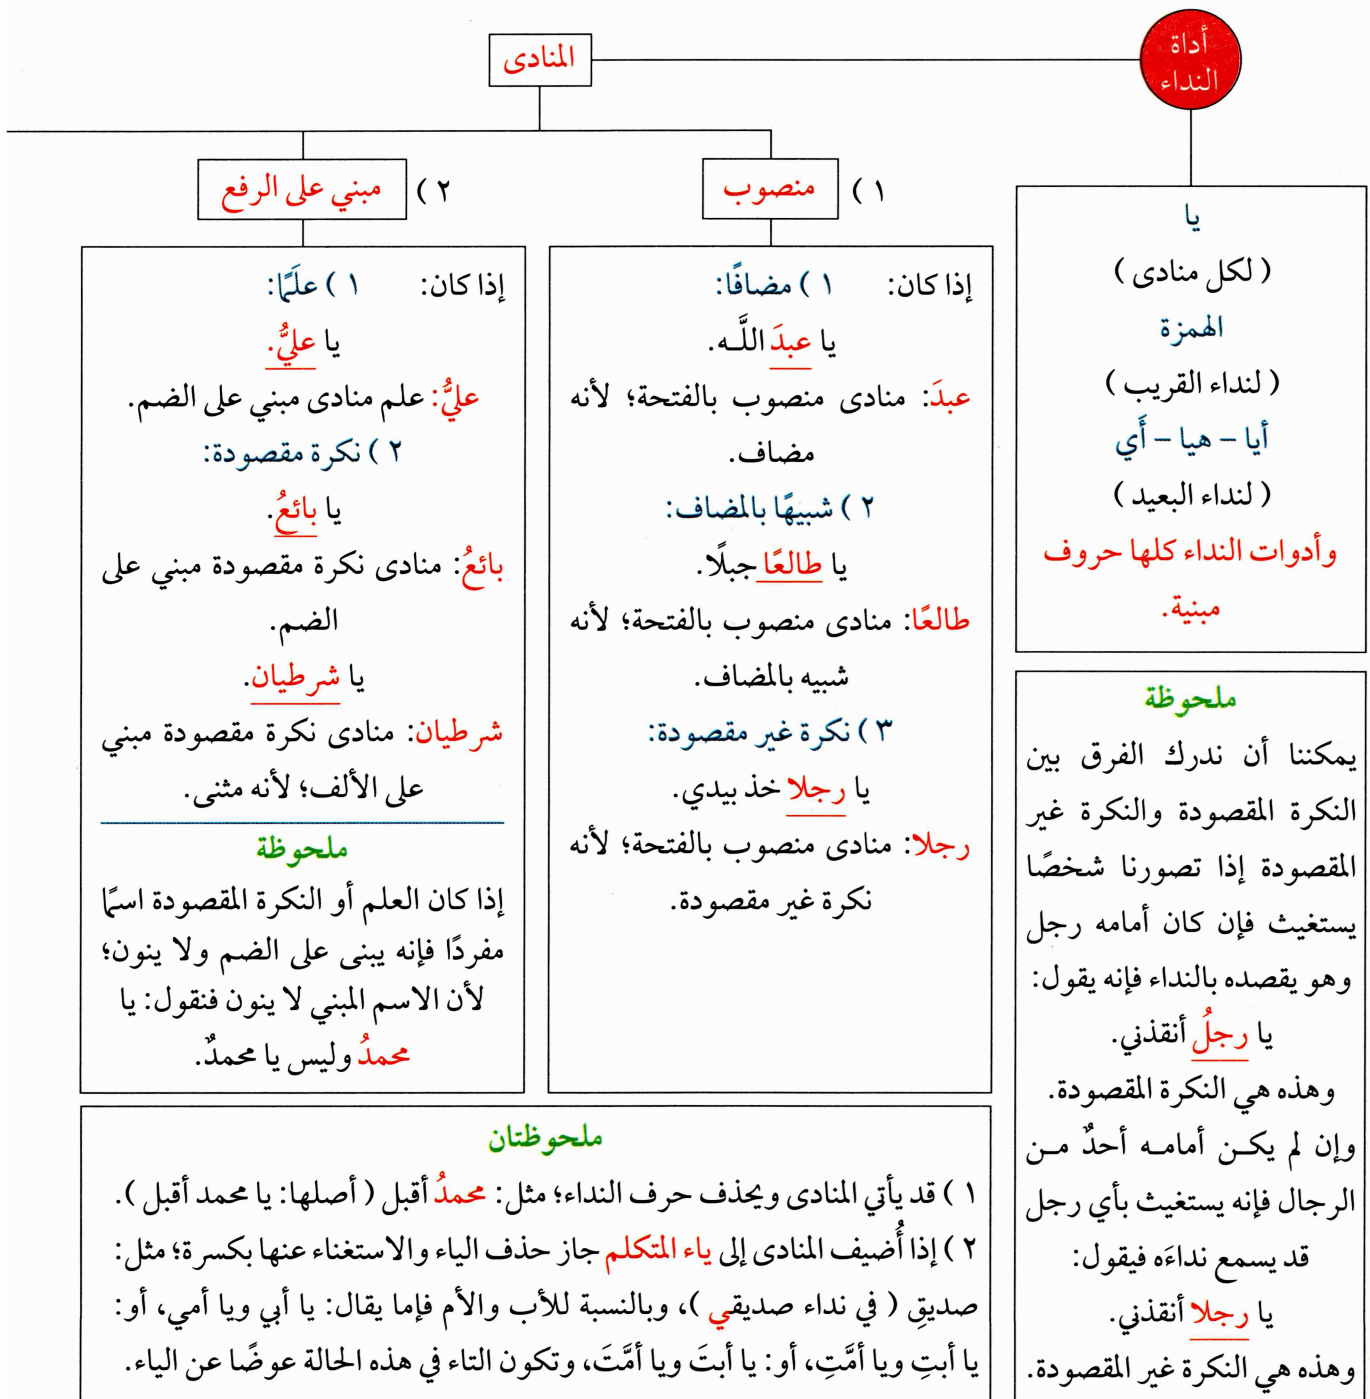 أداة
النداء
المنادى
يا
( لكل منادى )
الهمزة
( لنداء القريب )
أيا – هيا – أَي
( لنداء البعيد )
وأدوات النداء كلها حروف
مبنية.
ملحوظة
يمكننا أن ندرك الفرق بين
النكرة المقصودة والنكرة غير
المقصودة إذا تصورنا شخصًا
يستغيث فإن كان أمامه رجل
وهو يقصده بالنداء فإنه يقول:
يا رجلُ أنقذني.
وهذه هي النكرة المقصودة.
وإن لم يكن أمامه أحدٌ من
الرجال فإنه يستغيث بأي رجل
قد يسمع نداءَه فيقول:
يا رجلا أنقذني.
وهذه هي النكرة غير المقصودة.
١ ) منصوب
إذا كان: ١ ) مضافًا:
يا عبدَ اللَّه.
عبدَ: منادى منصوب بالفتحة؛ لأنه
مضاف.
٢ ) شبيهًا بالمضاف:
يا طالعًا جبلًا.
طالعًا: منادى منصوب بالفتحة؛ لأنه
شبيه بالمضاف.
٣ ) نكرة غير مقصودة:
يا رجلا خذ بيدي.
رجلا: منادى منصوب بالفتحة؛ لأنه
نكرة غير مقصودة.
٢ ) مبني على الرفع
إذا كان: ١ ) علَمًا:
يا عليُّ.
عليُّ: علم منادى مبني على الضم.
٢ ) نكرة مقصودة:
يا بائعُ.
بائعُ: منادى نكرة مقصودة مبني على
الضم.
يا شرطيان.
شرطيان: منادى نكرة مقصودة مبني
على الألف؛ لأنه مثنى.
ملحوظة
إذا كان العلم أو النكرة المقصودة اسمًا
مفردًا فإنه يبنى على الضم ولا ينون؛
لأن الاسم المبني لا ينون فنقول: يا
محمدُ وليس يا محمدٌ.
ملحوظتان
١ ) قد يأتي المنادى ويحذف حرف النداء؛ مثل: محمدُ أقبل ( أصلها: يا محمد أقبل ).
٢ ) إذا أُضيف المنادى إلى ياء المتكلم جاز حذف الياء والاستغناء عنها بكسرة؛ مثل:
صديقِ ( في نداء صديقي )، وبالنسبة للأب والأم فإما يقال: يا أبي ويا أمي، أو:
يا أبتِ ويا أمَّتِ، أو: يا أبتَ ويا أمَّتَ، وتكون التاء في هذه الحالة عوضًا عن الياء.